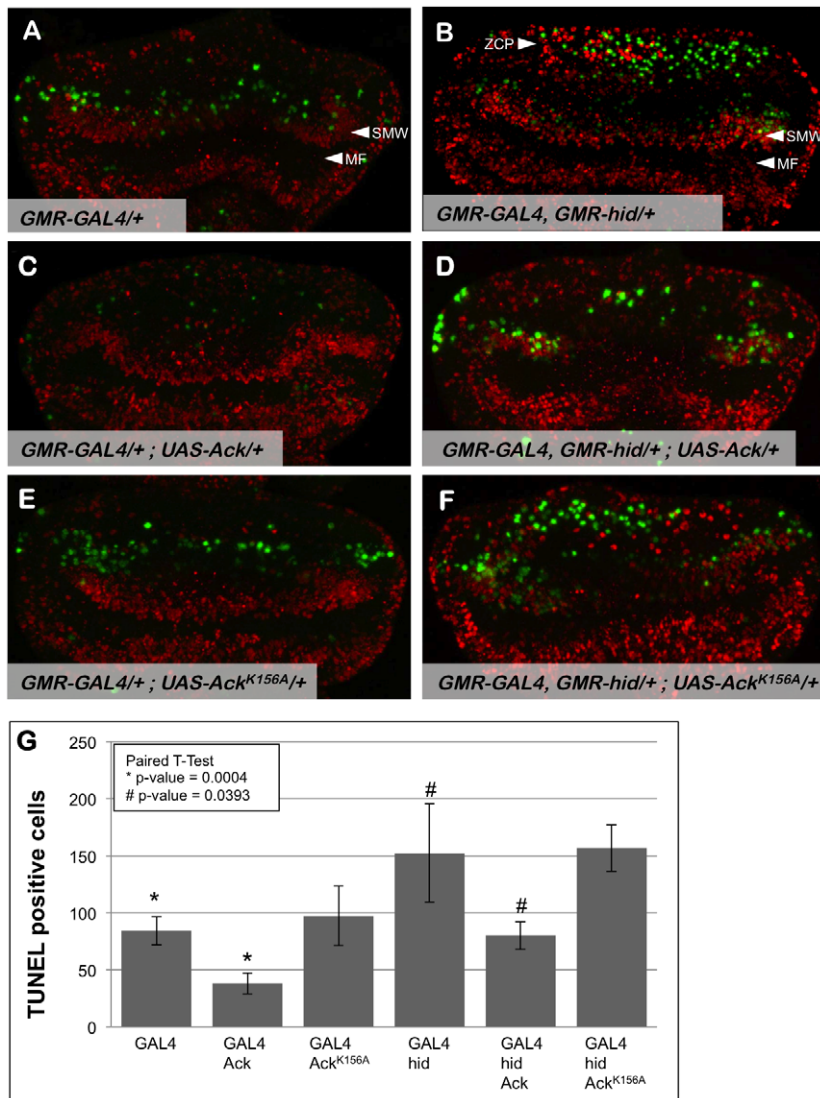 A
SMW
MF
GMR-GAL4/+
B
ZCP
SMW
MF
GMR-GAL4, GMR-hid/+
C
GMR-GAL4/+ ; UAS-Ack/+
D
GMR-GAL4, GMR-hid/+ ; UAS-Ack/+
E
GMR-GAL4/+ ; UAS-AckK156A/+
F
GMR-GAL4, GMR-hid/+ ; UAS-AckK156A/+
G
Paired T-Test
* p-value = 0.0004
# p-value = 0.0393
TUNEL positive cells
250
200
150
100
50
0
*
*
#
#
GAL4
GAL4
Ack
GAL4
AckK156A
GAL4
hid
GAL4
hid
Ack
GAL4
hid
AckK156A